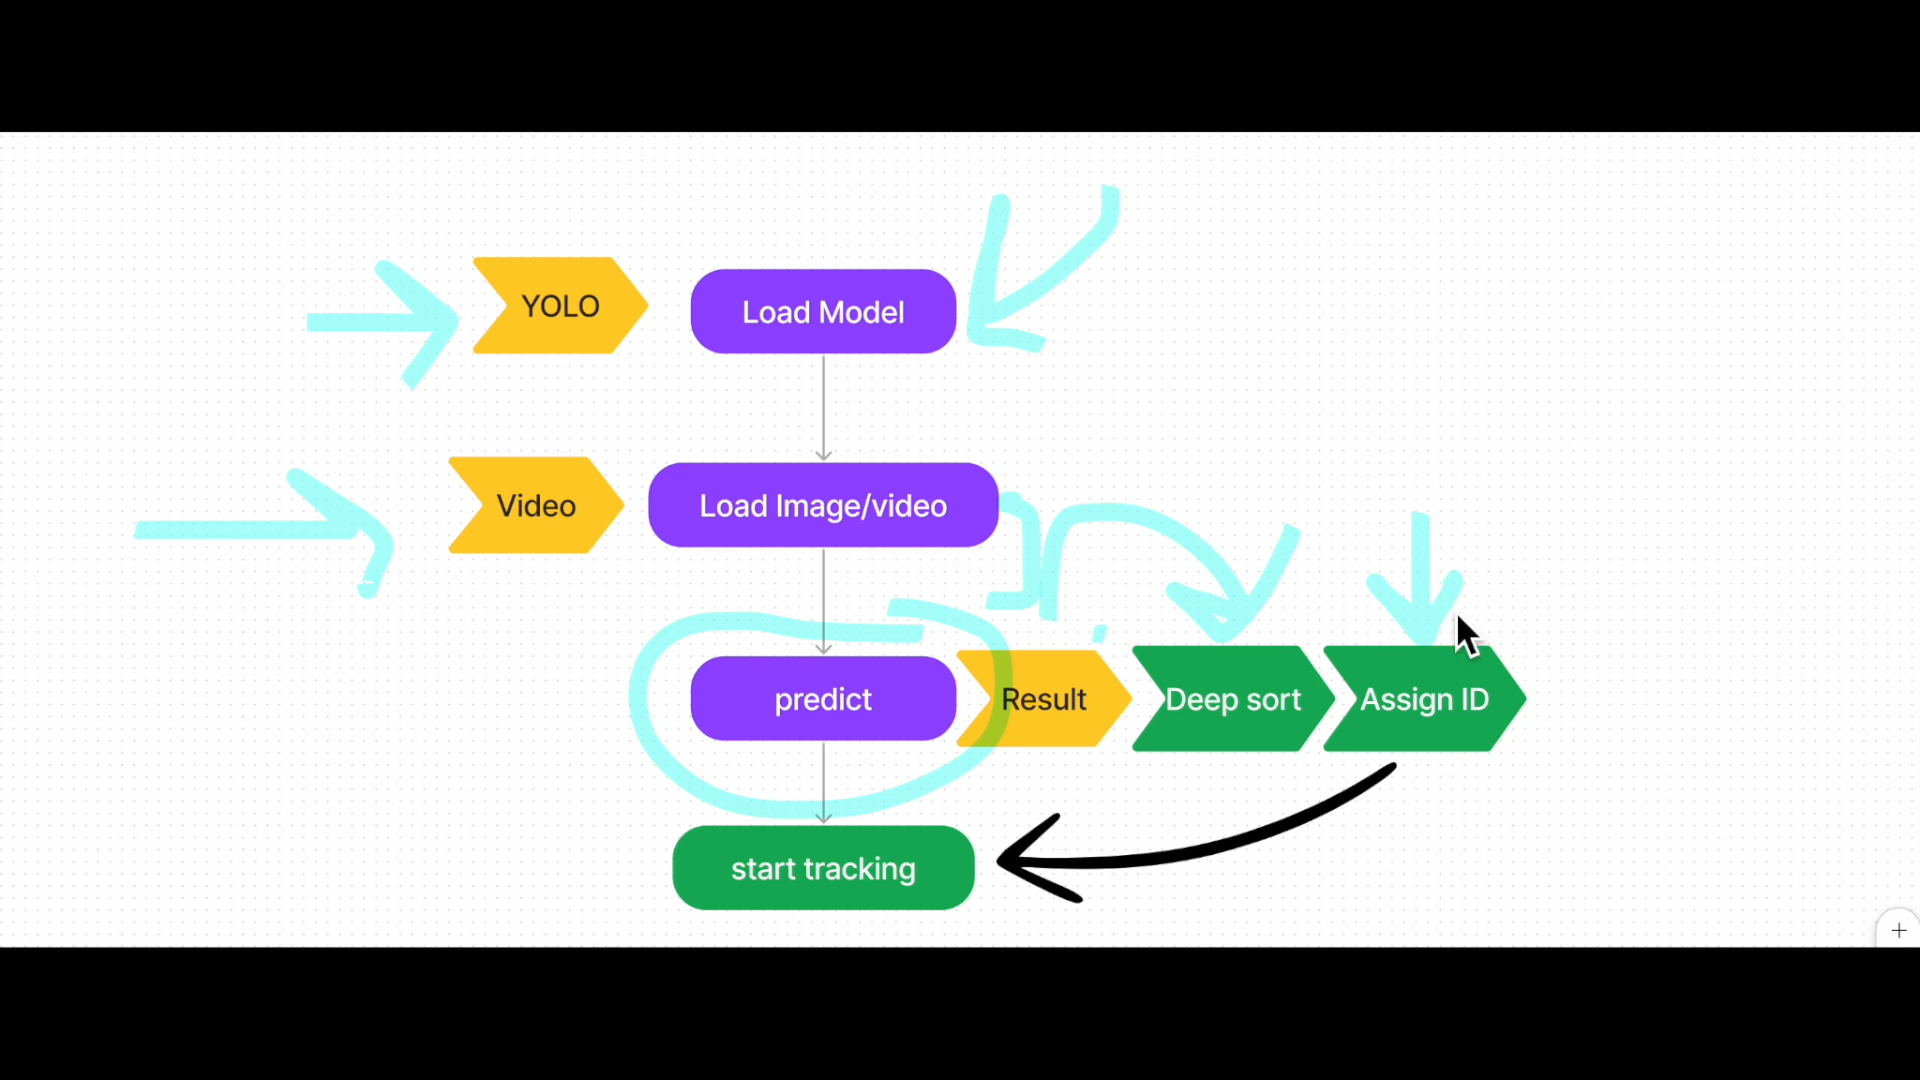 YOLO
Load Model
Video
Load Image/video
predict
Result
Deep sort
Assign ID
start tracking